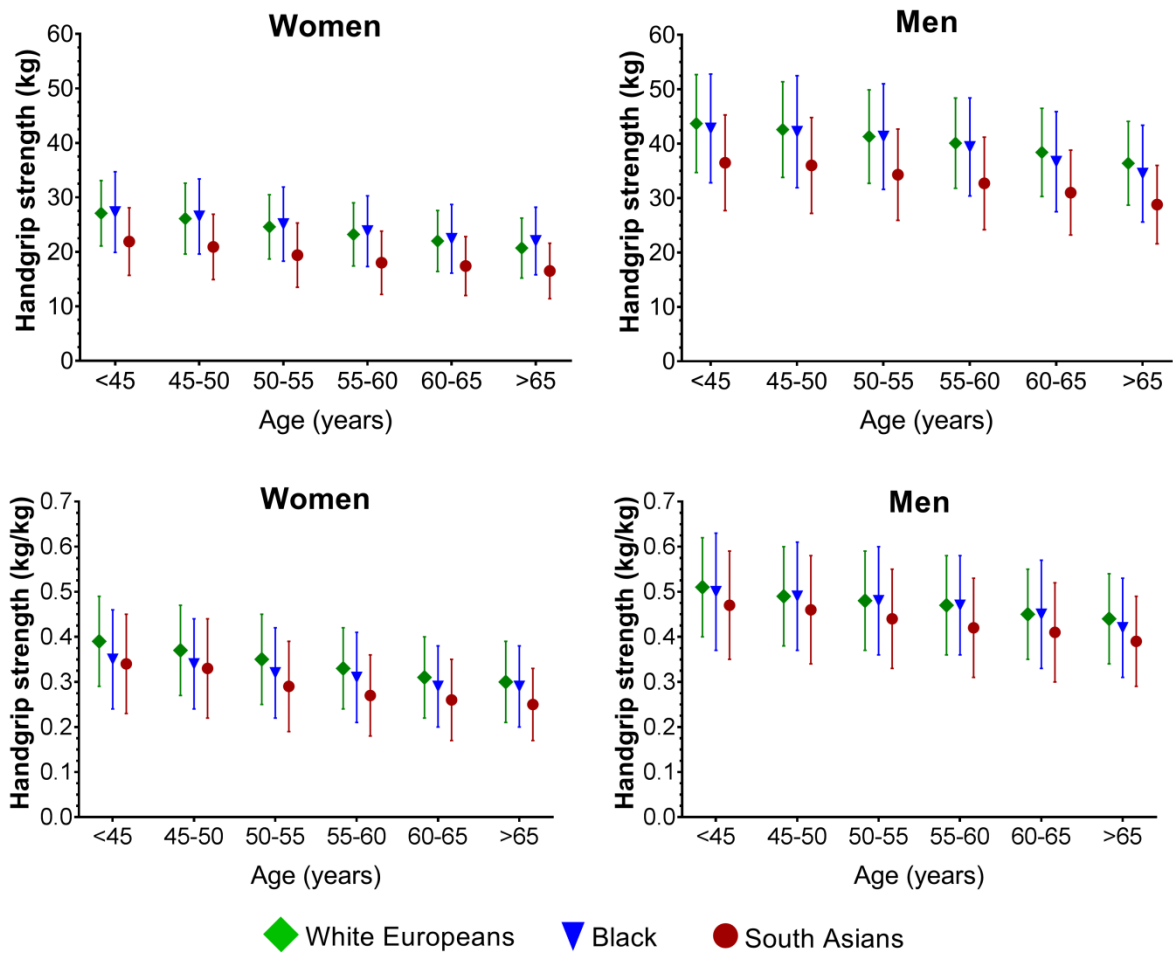 Women
Handgrip strength (kg)
60
50
40
30
20
10
0
<45 45-50 50-55 55-60 60-65 >65
Age (years)
Men
Handgrip strength (kg)
60
50
40
30
20
10
0
<45 45-50 50-55 55-60 60-65 >65
Age (years)
Women
Handgrip strength (kg/kg)
0.7
0.6
0.5
0.4
0.3
0.2
0.1
0.0
<45 45-50 50-55 55-60 60-65 >65
Age (years)
Men
Handgrip strength (kg/kg)
0.7
0.6
0.5
0.4
0.3
0.2
0.1
0.0
<45 45-50 50-55 55-60 60-65 >65
Age (years)
White Europeans Black South Asians